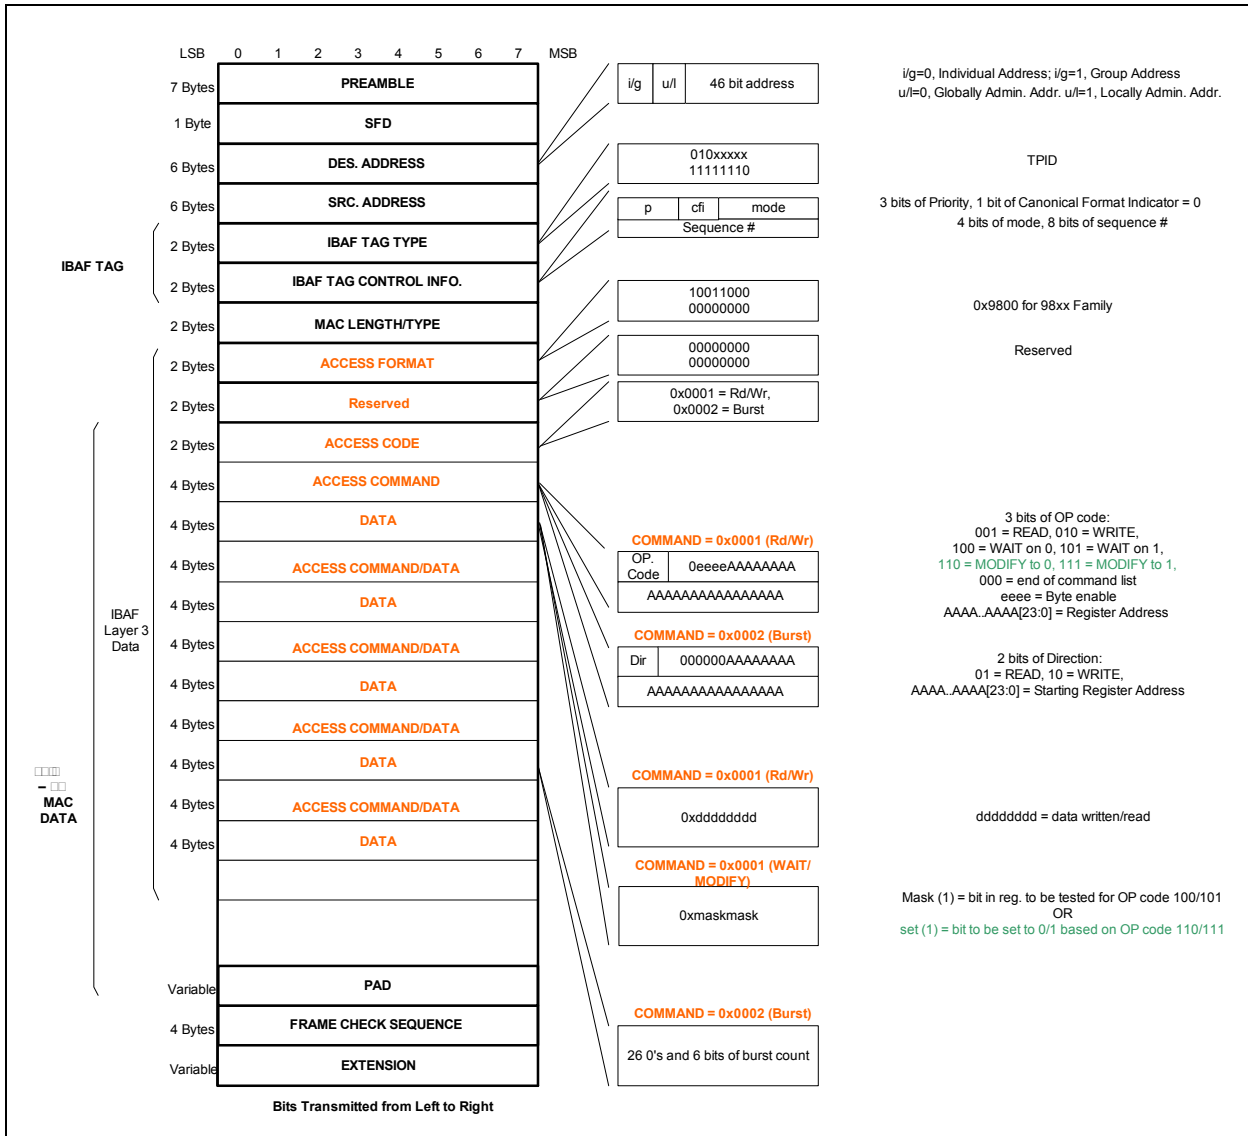 LSB 0 1 2 3 4 5 6 7 MSB
7 Bytes PREAMBLE
1 Byte SFD
6 Bytes DES. ADDRESS
6 Bytes SRC. ADDRESS
IBAF TAG
2 Bytes IBAF TAG TYPE
2 Bytes IBAF TAG CONTROL INFO.
2 Bytes MAC LENGTH/TYPE
2 Bytes ACCESS FORMAT
2 Bytes Reserved
2 Bytes ACCESS CODE
4 Bytes ACCESS COMMAND
4 Bytes DATA
4 Bytes ACCESS COMMAND/DATA
4 Bytes DATA
4 Bytes ACCESS COMMAND/DATA
4 Bytes DATA
4 Bytes ACCESS COMMAND/DATA
4 Bytes DATA
4 Bytes ACCESS COMMAND/DATA
4 Bytes DATA
IBAF
Layer 3
Data
MAC
DATA
Variable PAD
4 Bytes FRAME CHECK SEQUENCE
Variable EXTENSION
Bits Transmitted from Left to Right
i/g u/l 46 bit address
i/g=0, Individual Address; i/g=1, Group Address
u/l=0, Globally Admin. Addr. u/l=1, Locally Admin. Addr.
010xxxxx
11111110
TPID
p cfi mode
Sequence #
3 bits of Priority, 1 bit of Canonical Format Indicator = 0
4 bits of mode, 8 bits of sequence #
10011000
00000000
0x9800 for 98xx Family
00000000
00000000
Reserved
0x0001 = Rd/Wr,
0x0002 = Burst
COMMAND = 0x0001 (Rd/Wr)
OP.
Code
0eeeeAAAAAAAA
AAAAAAAAAAAAAAAA
3 bits of OP code:
001 = READ, 010 = WRITE,
100 = WAIT on 0, 101 = WAIT on 1,
110 = MODIFY to 0, 111 = MODIFY to 1,
000 = end of command list
eeee = Byte enable
AAAA..AAAA[23:0] = Register Address
COMMAND = 0x0002 (Burst)
Dir 000000AAAAAAAA
AAAAAAAAAAAAAAAA
2 bits of Direction:
01 = READ, 10 = WRITE,
AAAA..AAAA[23:0] = Starting Register Address
COMMAND = 0x0001 (Rd/Wr)
0xdddddddd
dddddddd = data written/read
COMMAND = 0x0001 (WAIT/
MODIFY)
0xmaskmask
Mask (1) = bit in reg. to be tested for OP code 100/101
OR
set (1) = bit to be set to 0/1 based on OP code 110/111
COMMAND = 0x0002 (Burst)
26 0's and 6 bits of burst count